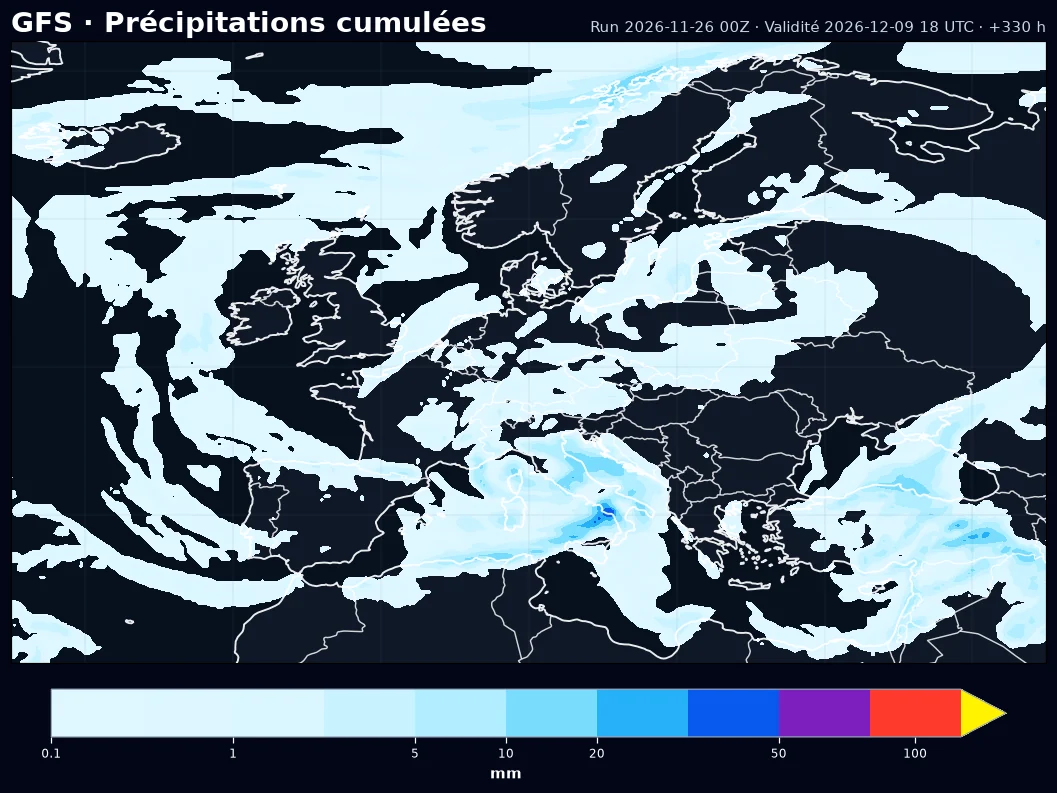 GFS · Précipitations cumulées
Run 2026-11-26 00Z · Validité 2026-12-09 18 UTC · +330 h
0.1 1 5 10 20 50 100
mm